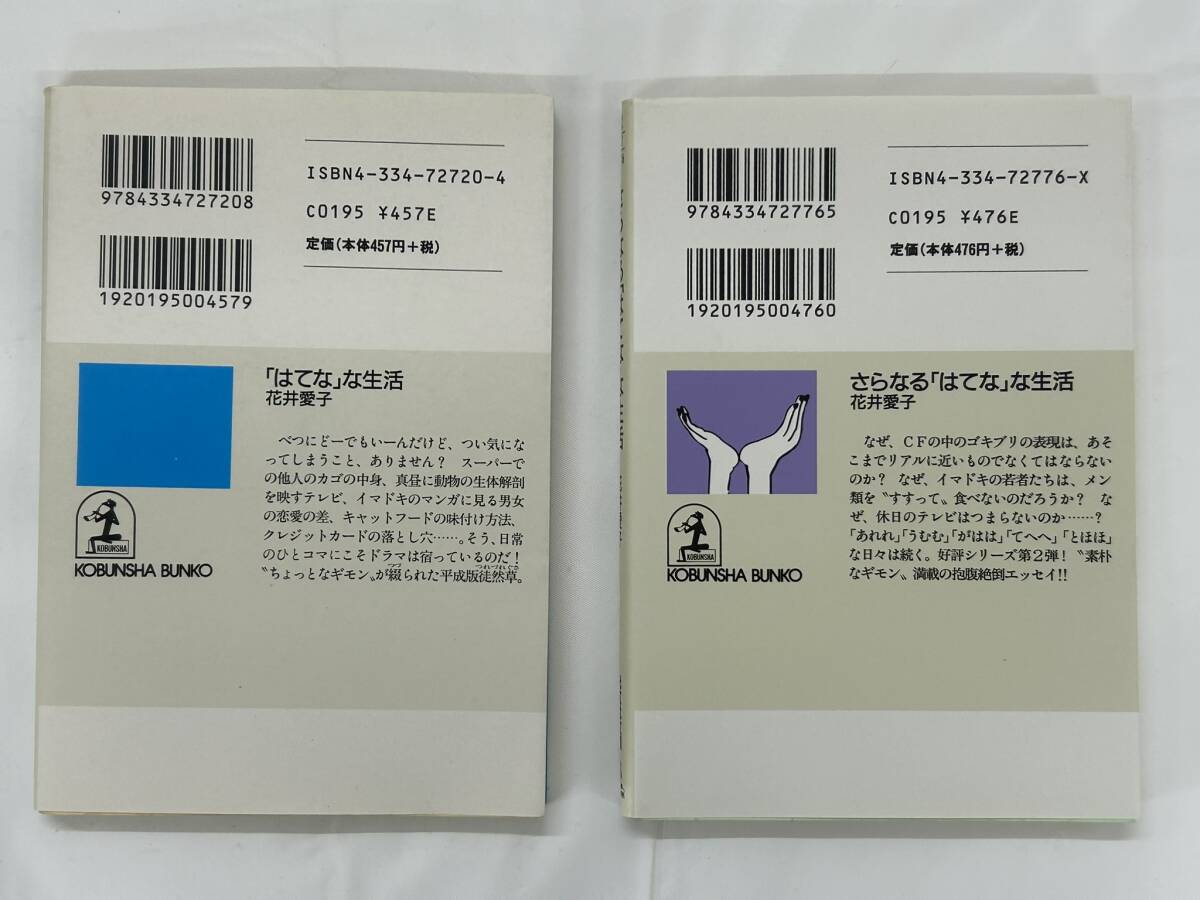 9784334727208
ISBN4-334-72720-4
C0195 ¥457E
定価(本体457円+税)
1920195004579
「はてな」な生活
花井愛子
べつにどーでもいーんだけど、つい気にな
ってしまうこと、ありません? スーパーで
の他人のカゴの中身、真昼に動物の生体解剖
を映すテレビ、イマドキのマンガに見る男女
の恋愛の差、キャットフードの味付け方法、
クレジットカードの落とし穴……。そう、日常
のひとコマにこそドラマは宿っているのだ!
〝ちょっとなギモン〟が綴られた平成版徒然草。
KOBUNSHA
KOBUNSHA BUNKO
9784334727765
ISBN4-334-72776-X
C0195 ¥476E
定価(本体476円+税)
1920195004760
さらなる「はてな」な生活
花井愛子
なぜ、CFの中のゴキブリの表現は、あそ
こまでリアルに近いものでなくてはならない
のか? なぜ、イマドキの若者たちは、メン
類を〝すすって〟食べないのだろうか? な
ぜ、休日のテレビはつまらないのか……?
「あれれ」「うむむ」「がはは」「てへへ」「とほほ」
な日々は続く。好評シリーズ第2弾! 〝素朴
なギモン〟満載の抱腹絶倒エッセイ!!
KOBUNSHA
KOBUNSHA BUNKO